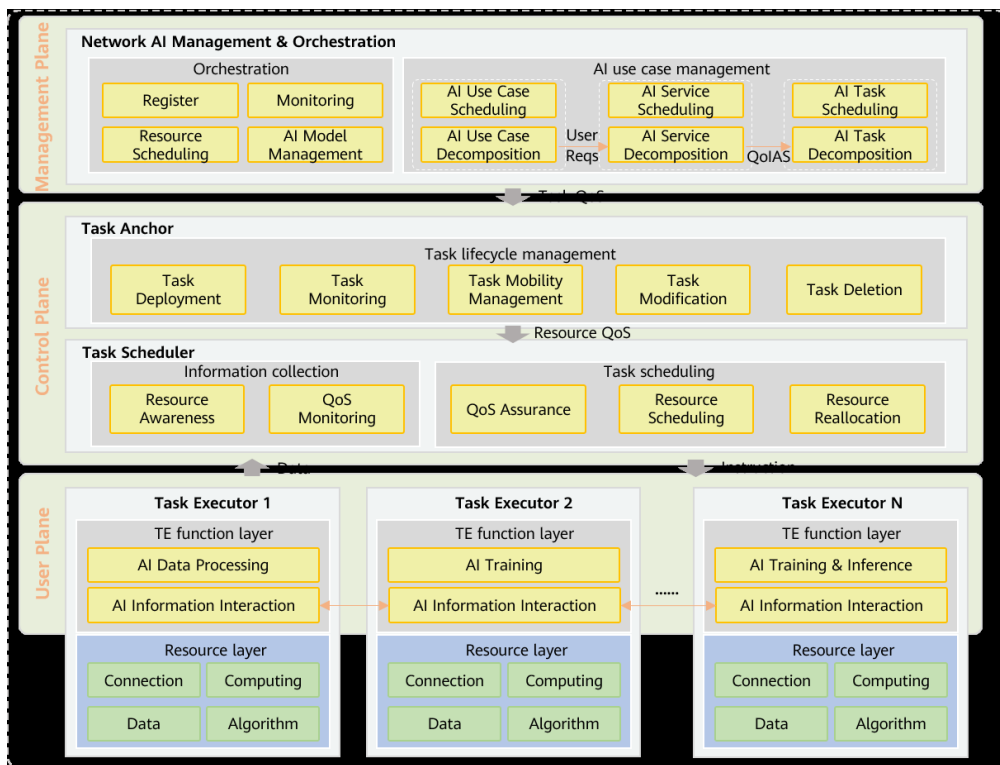 Management Plane
Network AI Management & Orchestration
Orchestration
Register
Monitoring
Resource
Scheduling
AI Model
Management
AI use case management
AI Use Case
Scheduling
AI Use Case
Decomposition
User
Reqs
AI Service
Scheduling
AI Service
Decomposition
QoIAS
AI Task
Scheduling
AI Task
Decomposition
Task QoS
Control Plane
Task Anchor
Task lifecycle management
Task
Deployment
Task
Monitoring
Task Mobility
Management
Task
Modification
Task Deletion
Resource QoS
Task Scheduler
Information collection
Resource
Awareness
QoS
Monitoring
Task scheduling
QoS Assurance
Resource
Scheduling
Resource
Reallocation
Data
Instruction
User Plane
Task Executor 1
TE function layer
AI Data Processing
AI Information Interaction
Resource layer
Connection
Computing
Data
Algorithm
Task Executor 2
TE function layer
AI Training
AI Information Interaction
Resource layer
Connection
Computing
Data
Algorithm
......
Task Executor N
TE function layer
AI Training & Inference
AI Information Interaction
Resource layer
Connection
Computing
Data
Algorithm